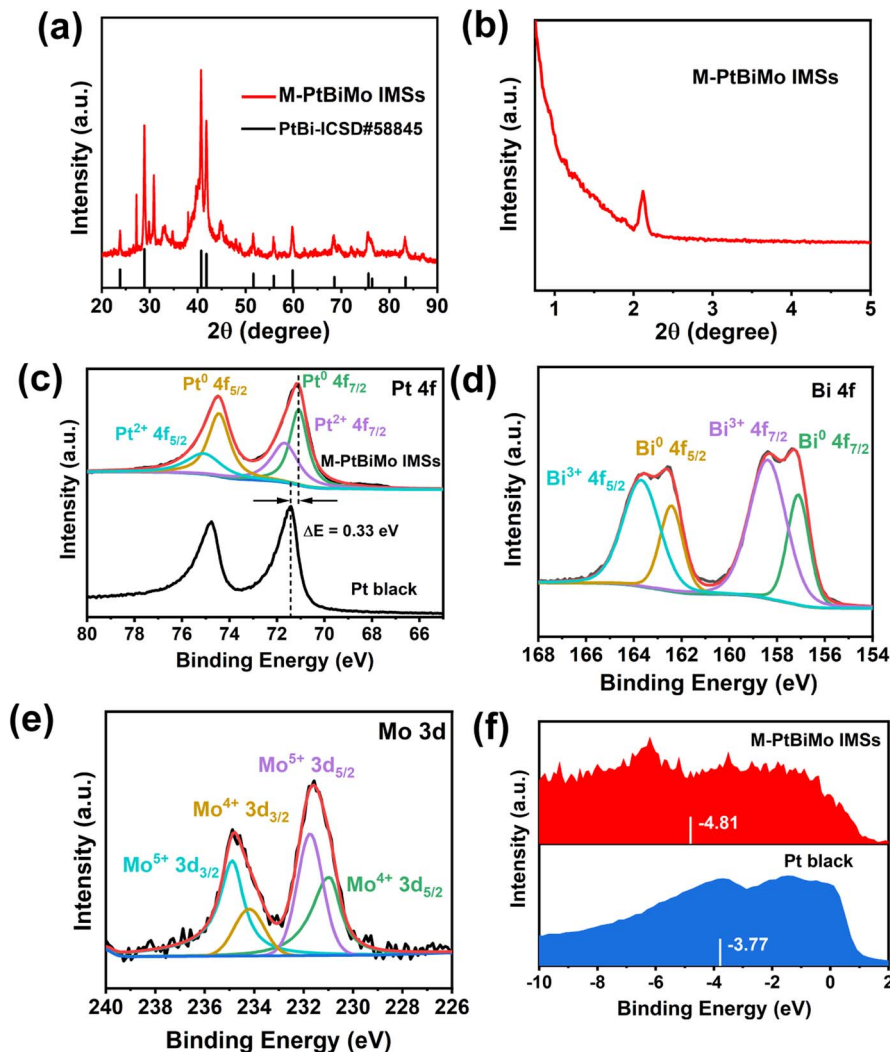 (a)
M-PtBiMo IMSs
PtBi-ICSD#58845
Intensity (a.u.)
20 30 40 50 60 70 80 90
2θ (degree)
(b)
M-PtBiMo IMSs
Intensity (a.u.)
1 2 3 4 5
2θ (degree)
(c)
Pt 4f
Pt⁰ 4f₅/₂
Pt⁰ 4f₇/₂
Pt²⁺ 4f₅/₂
Pt²⁺ 4f₇/₂
M-PtBiMo IMSs
ΔE = 0.33 eV
Pt black
Intensity (a.u.)
80 77 74 71 68
Binding Energy (eV)
(d)
Bi 4f
Bi³⁺ 4f₅/₂
Bi⁰ 4f₅/₂
Bi³⁺ 4f₇/₂
Bi⁰ 4f₇/₂
Intensity (a.u.)
168 166 164 162 160 158 156 154
Binding Energy (eV)
(e)
Mo 3d
Mo⁵⁺ 3d₅/₂
Mo⁴⁺ 3d₃/₂
Mo⁵⁺ 3d₃/₂
Mo⁴⁺ 3d₅/₂
Intensity (a.u.)
240 238 236 234 232 230 228 226
Binding Energy (eV)
(f)
M-PtBiMo IMSs
-4.81
Pt black
-3.77
Intensity (a.u.)
-10 -8 -6 -4 -2 0 2
Binding Energy (eV)